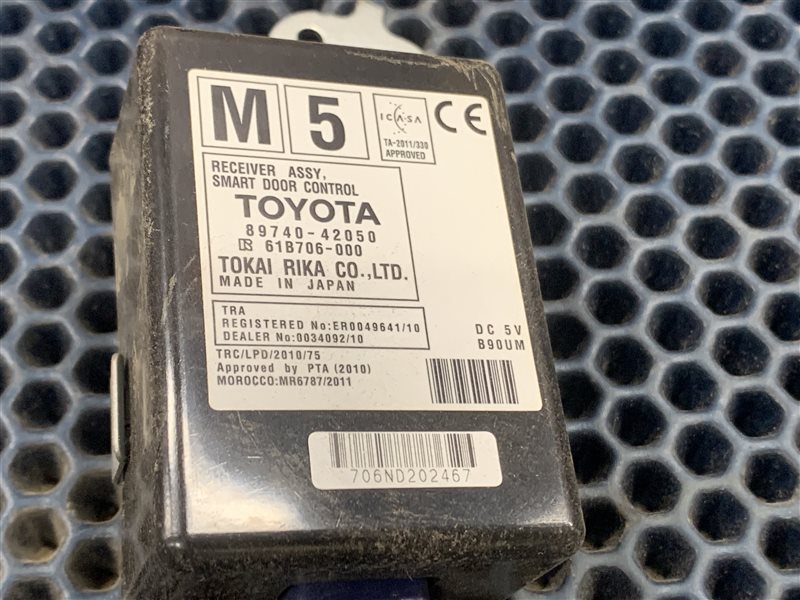 M 5 ICASA CE
TA-2011/330
APPROVED
RECEIVER ASSY,
SMART DOOR CONTROL
TOYOTA
89740-42050
61B706-000
TOKAI RIKA CO.,LTD.
MADE IN JAPAN
TRA
REGISTERED No:ER0049641/10
DEALER No:0034092/10
DC 5V
B90UM
TRC/LPD/2010/75
Approved by PTA (2010)
MOROCCO:MR6787/2011
706ND202467